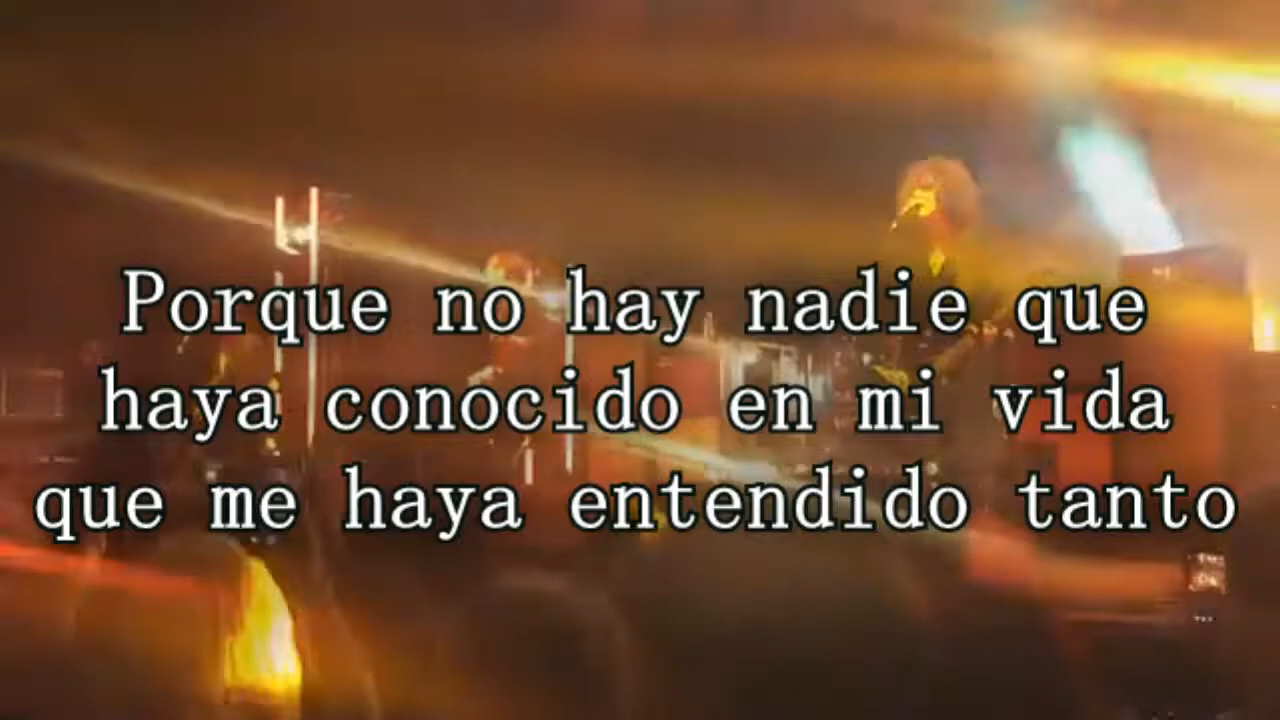 Porque no hay nadie que
haya conocido en mi vida
que me haya entendido tanto